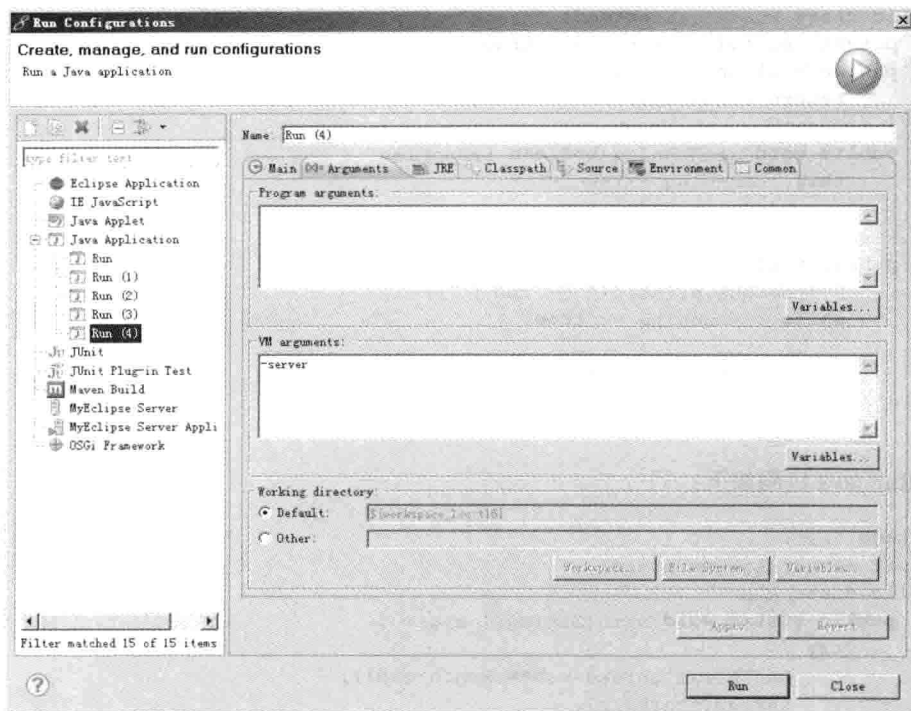 Run Configurations
Create, manage, and run configurations
Run a Java application
type filter text
Eclipse Application
IE JavaScript
Java Applet
Java Application
Run
Run (1)
Run (2)
Run (3)
Run (4)
JUnit
JUnit Plug-in Test
Maven Build
MyEclipse Server
MyEclipse Server Appli
OSGi Framework
Filter matched 15 of 15 items
Name: Run (4)
Main (x)= Arguments JRE Classpath Source Environment Common
Program arguments:
Variables...
VM arguments:
-server
Variables...
Working directory:
Default:
Other:
Workspace... File System... Variables...
Apply Revert
Run Close